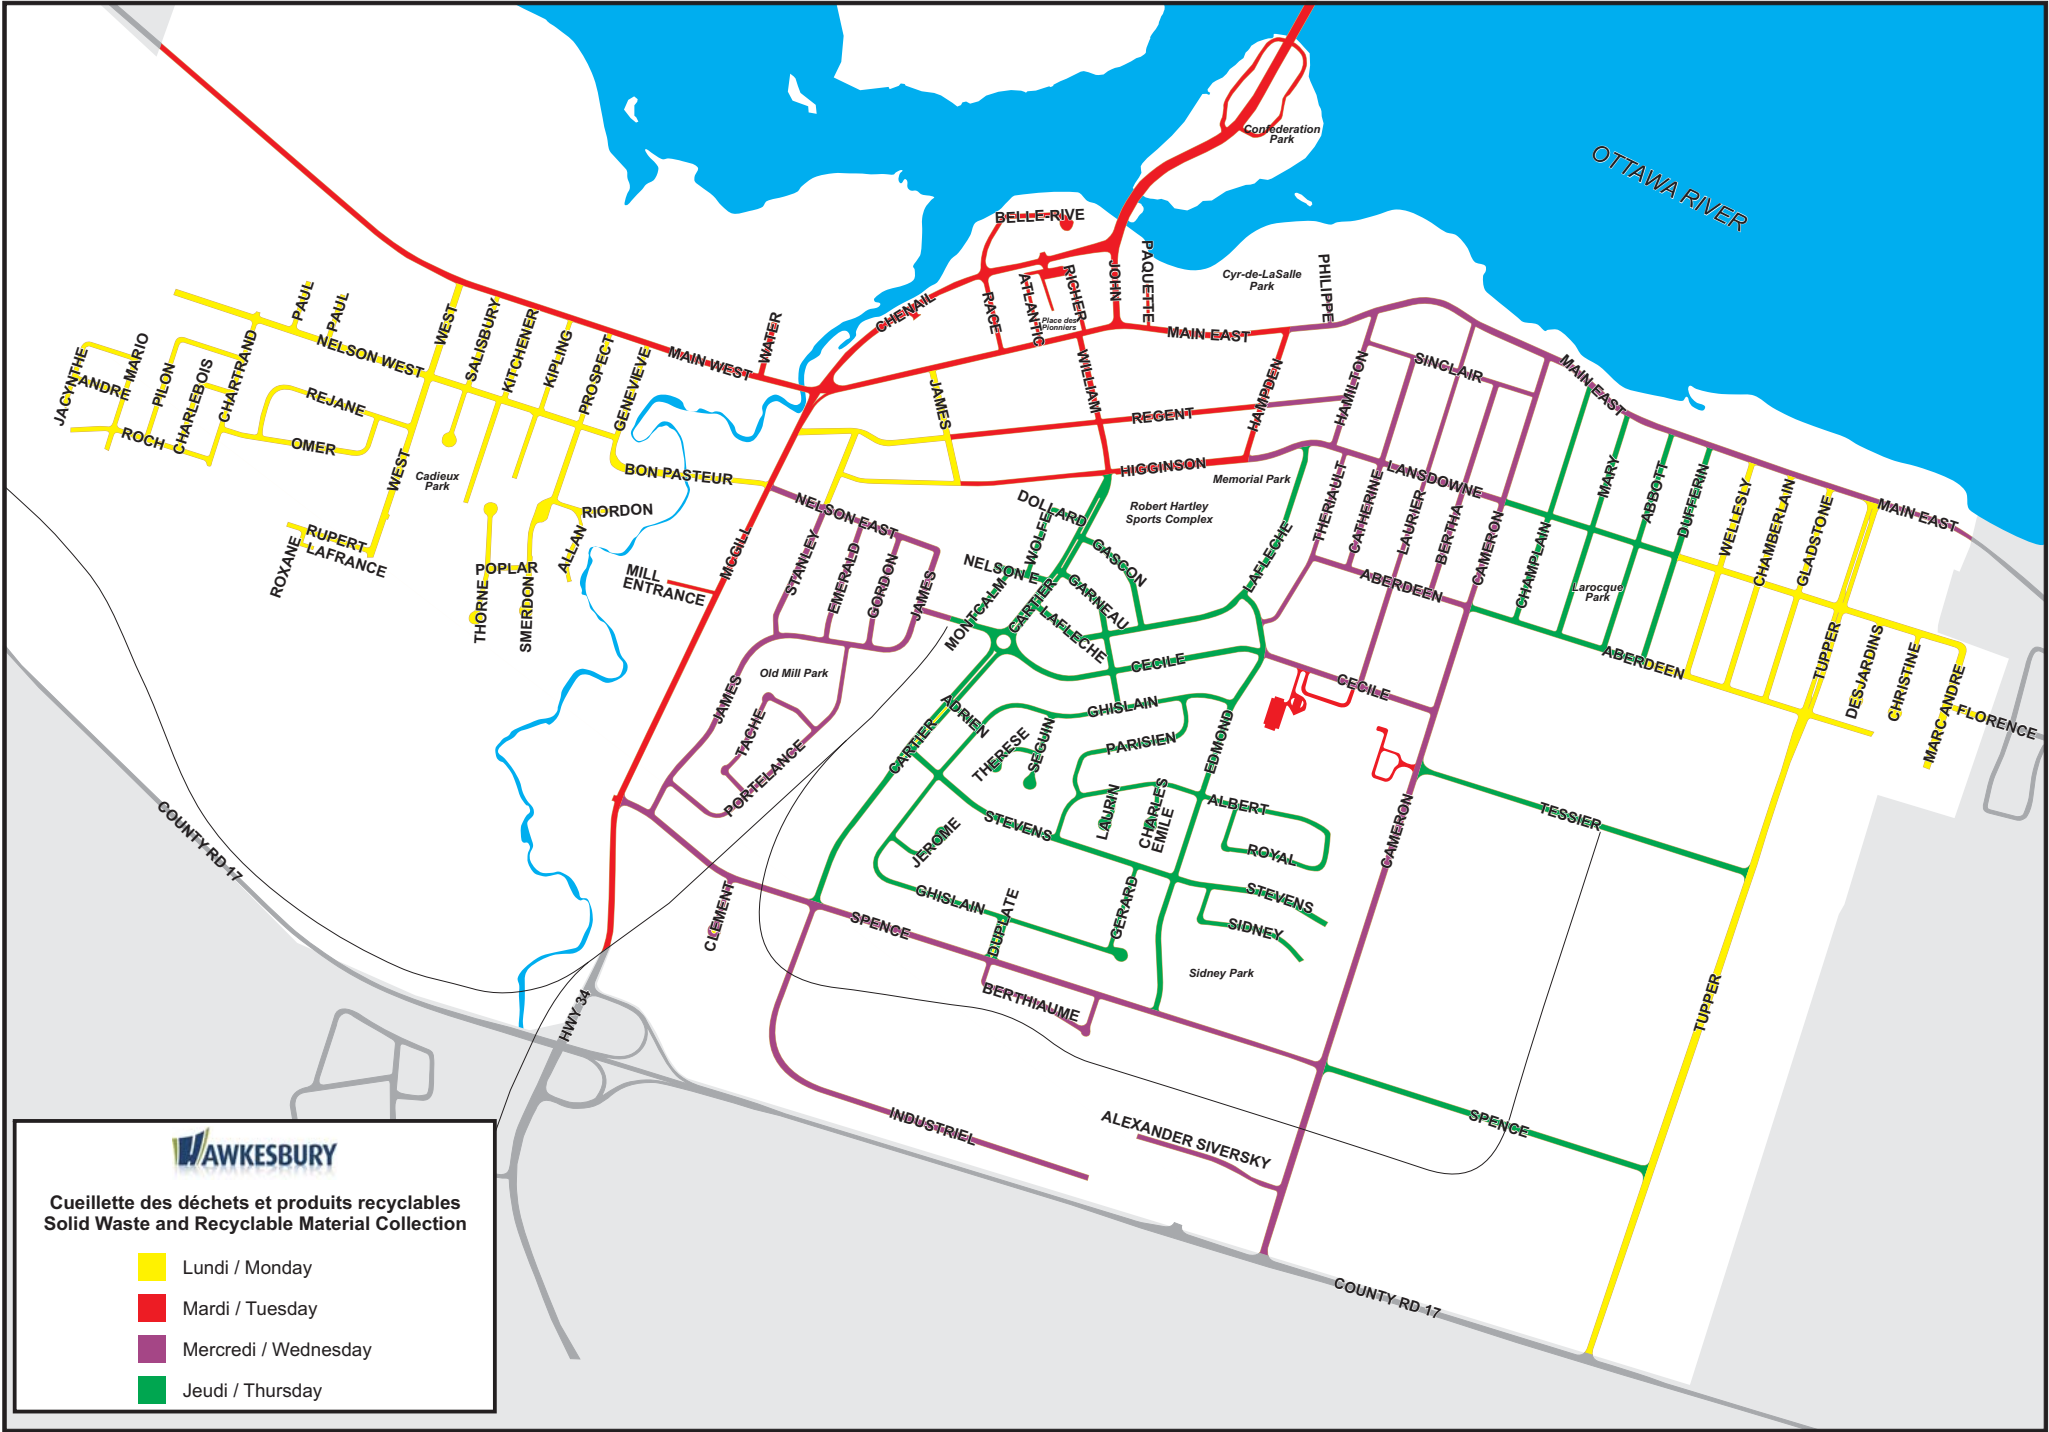 Confederation
Park
OTTAWA RIVER
BELLE-RIVE
PAQUETTE
JOHN
RICHER
ATLANTIC
RACE
CHENAIL
Place des
Pionniers
Cyr-de-LaSalle
Park
PHILIPPE
MAIN EAST
WATER
MAIN WEST
PAUL
PAUL
NELSON WEST
WEST
SALISBURY
KITCHENER
KIPLING
PROSPECT
GENEVIEVE
JACYNTHE
MARIO
ANDRE
PILON
CHARLEBOIS
CHARTRAND
REJANE
ROCH
OMER
WEST
Cadieux
Park
BON PASTEUR
RIORDON
RUPERT
LAFRANCE
ROXANE
POPLAR
THORNE
SMERDON
ALLAN
JAMES
WILLIAM
REGENT
HAMPDEN
HAMILTON
SINCLAIR
MAIN EAST
HIGGINSON
Memorial Park
LANSDOWNE
Robert Hartley
Sports Complex
DOLLARD
WOLFE
GASCON
NELSON E
GARNEAU
MONTCALM
CARTIER
LAFLECHE
LAFLECHE
THERIAULT
CATHERINE
LAURIER
BERTHA
CAMERON
ABERDEEN
CHAMPLAIN
MARY
ABBOTT
DUFFERIN
Larocque
Park
WELLESLY
CHAMBERLAIN
GLADSTONE
MAIN EAST
ABERDEEN
TUPPER
DESJARDINS
CHRISTINE
MARC ANDRE
FLORENCE
NELSON EAST
MCGILL
MILL
ENTRANCE
STANLEY
EMERALD
GORDON
JAMES
Old Mill Park
JAMES
TACHE
PORTELANCE
CECILE
CECILE
CARTIER
ADRIEN
GHISLAIN
THERESE
SEGUIN
PARISIEN
EDMOND
LAURIN
CHARLES
EMILE
ALBERT
ROYAL
STEVENS
JEROME
GHISLAIN
DUPLATE
GERARD
STEVENS
SIDNEY
Sidney Park
CAMERON
TESSIER
TUPPER
CLEMENT
SPENCE
BERTHIAUME
INDUSTRIEL
ALEXANDER SIVERSKY
SPENCE
COUNTY RD 17
HWY 34
COUNTY RD 17
HAWKESBURY
Cueillette des déchets et produits recyclables
Solid Waste and Recyclable Material Collection
Lundi / Monday
Mardi / Tuesday
Mercredi / Wednesday
Jeudi / Thursday